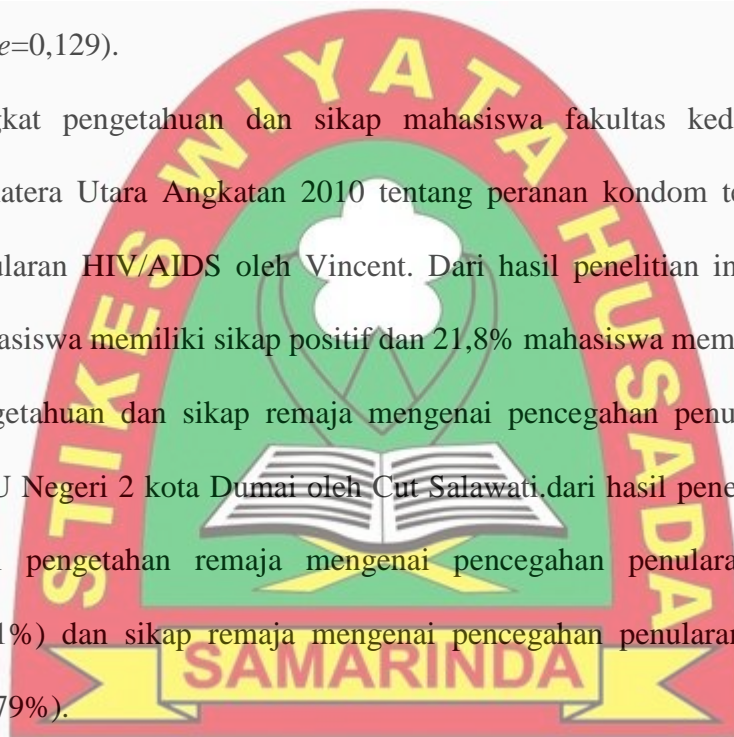 e=0,129).
gkat pengetahuan dan sikap mahasiswa fakultas ked
atera Utara Angkatan 2010 tentang peranan kondom te
ularan HIV/AIDS oleh Vincent. Dari hasil penelitian in
asiswa memiliki sikap positif dan 21,8% mahasiswa mem
getahuan dan sikap remaja mengenai pencegahan penu
U Negeri 2 kota Dumai oleh Cut Salawati.dari hasil pene
pengetahan remaja mengenai pencegahan penulara
1%) dan sikap remaja mengenai pencegahan penularan
79%).
STIKES WIYATA HUSADA
SAMARINDA